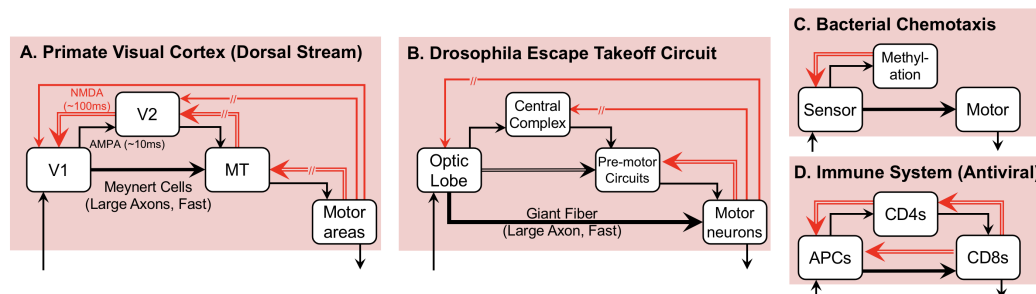 A. Primate Visual Cortex (Dorsal Stream)
NMDA
(~100ms)
V2
AMPA (~10ms)
V1
MT
Meynert Cells
(Large Axons, Fast)
Motor
areas
B. Drosophila Escape Takeoff Circuit
Central
Complex
Optic
Lobe
Pre-motor
Circuits
Giant Fiber
(Large Axon, Fast)
Motor
neurons
C. Bacterial Chemotaxis
Methyl-
ation
Sensor
Motor
D. Immune System (Antiviral)
CD4s
APCs
CD8s